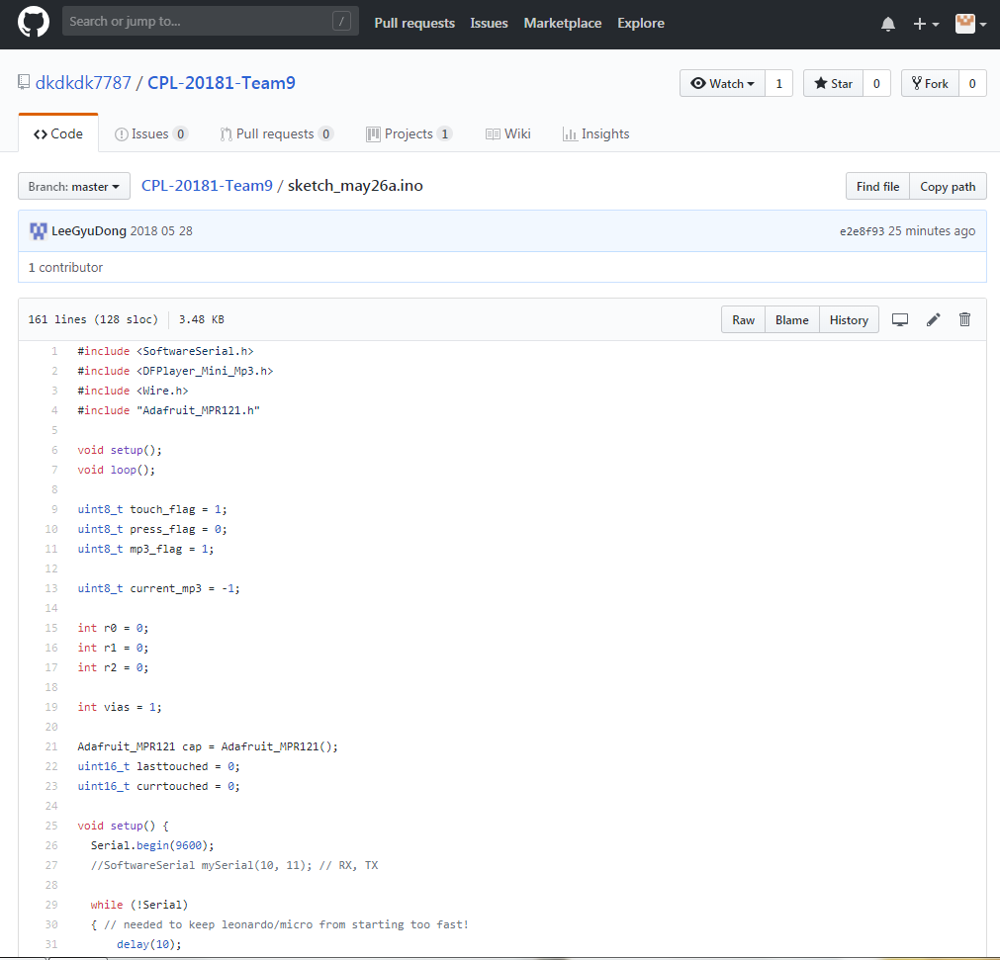 Search or jump to... / Pull requests Issues Marketplace Explore
dkdkdk7787 / CPL-20181-Team9 Watch 1 Star 0 Fork 0
Code Issues 0 Pull requests 0 Projects 1 Wiki Insights
Branch: master CPL-20181-Team9 / sketch_may26a.ino Find file Copy path
LeeGyuDong 2018 05 28 e2e8f93 25 minutes ago
1 contributor
161 lines (128 sloc) 3.48 KB Raw Blame History
1 #include <SoftwareSerial.h>
2 #include <DFPlayer_Mini_Mp3.h>
3 #include <Wire.h>
4 #include "Adafruit_MPR121.h"
5
6 void setup();
7 void loop();
8
9 uint8_t touch_flag = 1;
10 uint8_t press_flag = 0;
11 uint8_t mp3_flag = 1;
12
13 uint8_t current_mp3 = -1;
14
15 int r0 = 0;
16 int r1 = 0;
17 int r2 = 0;
18
19 int vias = 1;
20
21 Adafruit_MPR121 cap = Adafruit_MPR121();
22 uint16_t lasttouched = 0;
23 uint16_t currtouched = 0;
24
25 void setup() {
26 Serial.begin(9600);
27 //SoftwareSerial mySerial(10, 11); // RX, TX
28
29 while (!Serial)
30 { // needed to keep leonardo/micro from starting too fast!
31 delay(10);